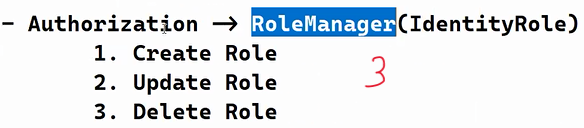 - Authorization → RoleManager(IdentityRole)
1. Create Role
2. Update Role
3
3. Delete Role